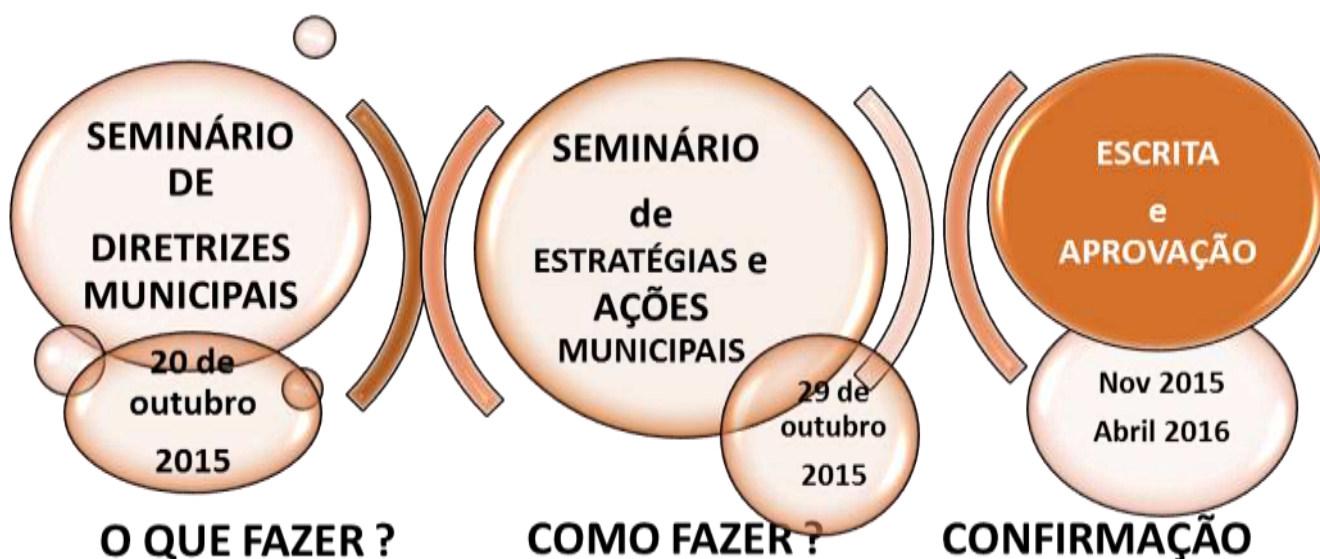 SEMINÁRIO
DE
DIRETRIZES
MUNICIPAIS
20 de
outubro
2015
O QUE FAZER ?
SEMINÁRIO
de
ESTRATÉGIAS e
AÇÕES
MUNICIPAIS
29 de
outubro
2015
COMO FAZER ?
ESCRITA
e
APROVAÇÃO
Nov 2015
Abril 2016
CONFIRMAÇÃO